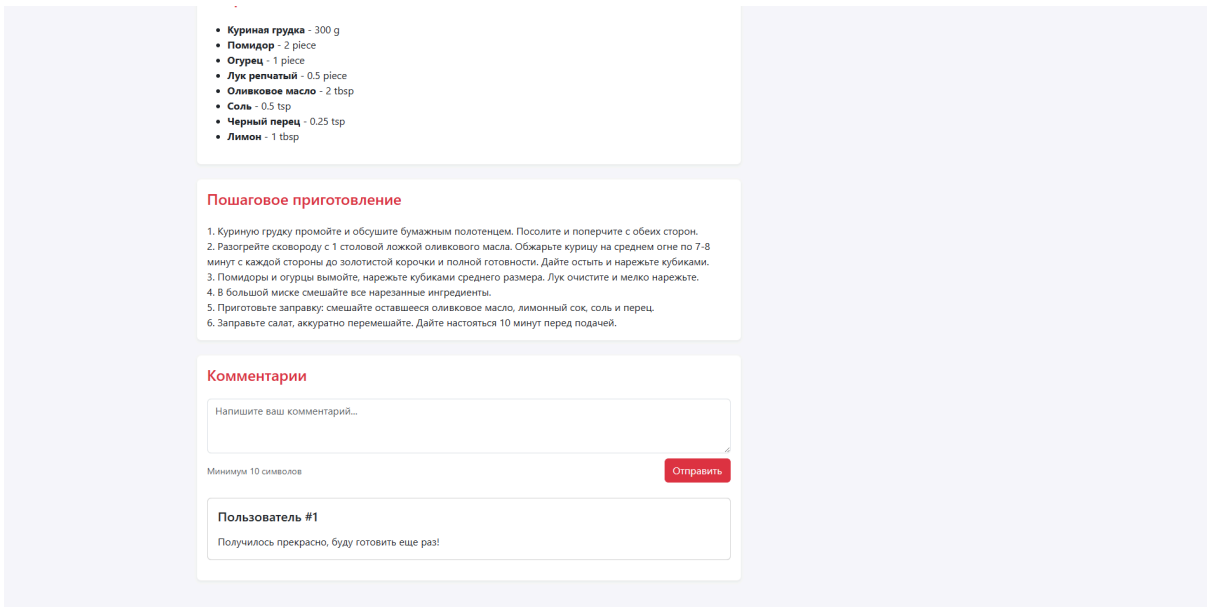 Куриная грудка - 300 g
Помидор - 2 piece
Огурец - 1 piece
Лук репчатый - 0.5 piece
Оливковое масло - 2 tbsp
Соль - 0.5 tsp
Черный перец - 0.25 tsp
Лимон - 1 tbsp
Пошаговое приготовление
1. Куриную грудку промойте и обсушите бумажным полотенцем. Посолите и поперчите с обеих сторон.
2. Разогрейте сковороду с 1 столовой ложкой оливкового масла. Обжарьте курицу на среднем огне по 7-8
минут с каждой стороны до золотистой корочки и полной готовности. Дайте остыть и нарежьте кубиками.
3. Помидоры и огурцы вымойте, нарежьте кубиками среднего размера. Лук очистите и мелко нарежьте.
4. В большой миске смешайте все нарезанные ингредиенты.
5. Приготовьте заправку: смешайте оставшееся оливковое масло, лимонный сок, соль и перец.
6. Заправьте салат, аккуратно перемешайте. Дайте настояться 10 минут перед подачей.
Комментарии
Напишите ваш комментарий...
Минимум 10 символов
Отправить
Пользователь #1
Получилось прекрасно, буду готовить еще раз!